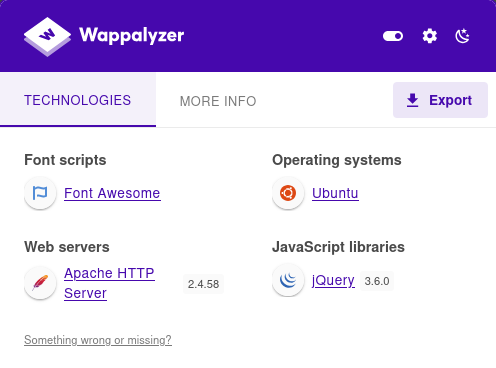 Wappalyzer
TECHNOLOGIES
MORE INFO
Export
Font scripts
Font Awesome
Operating systems
Ubuntu
Web servers
Apache HTTP
Server
2.4.58
JavaScript libraries
jQuery
3.6.0
Something wrong or missing?